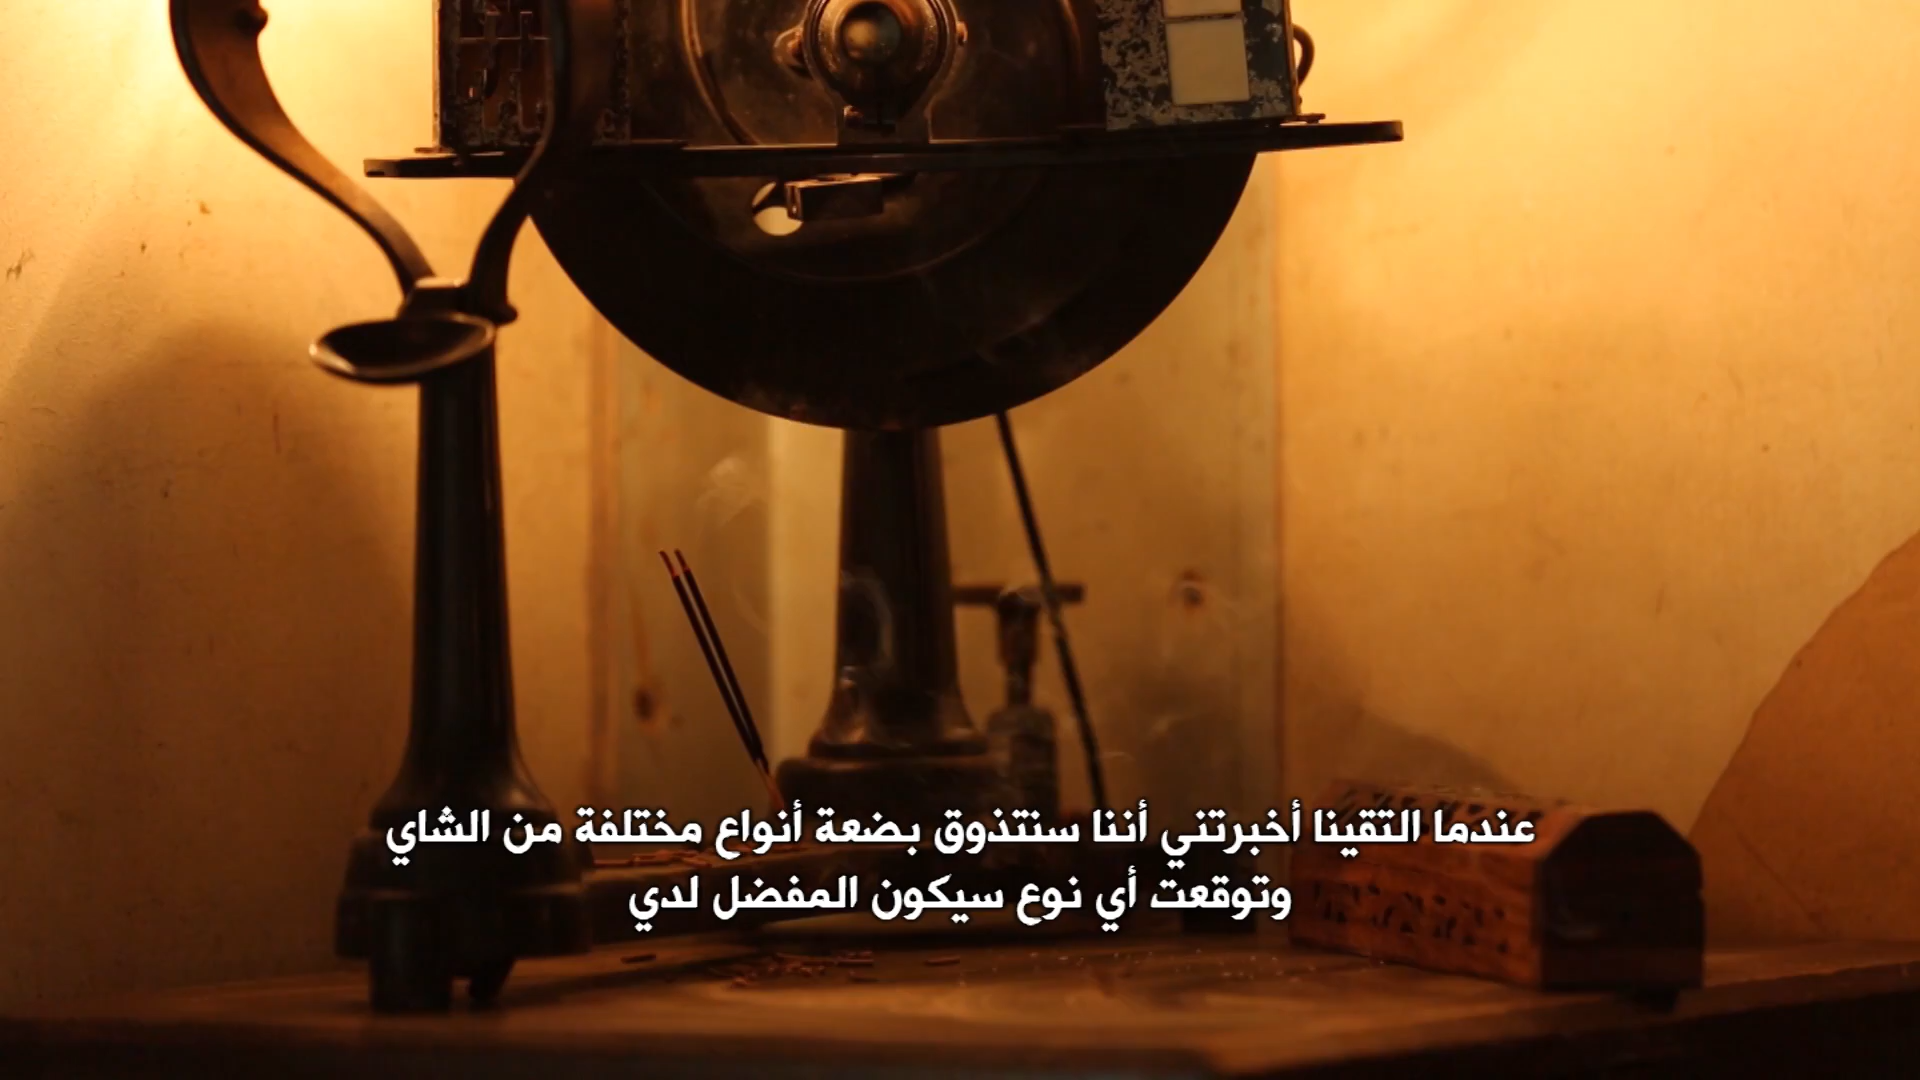 عندما التقينا أخبرتني أننا سنتذوق بضعة أنواع مختلفة من الشاي
وتوقعت أي نوع سيكون المفضل لدي